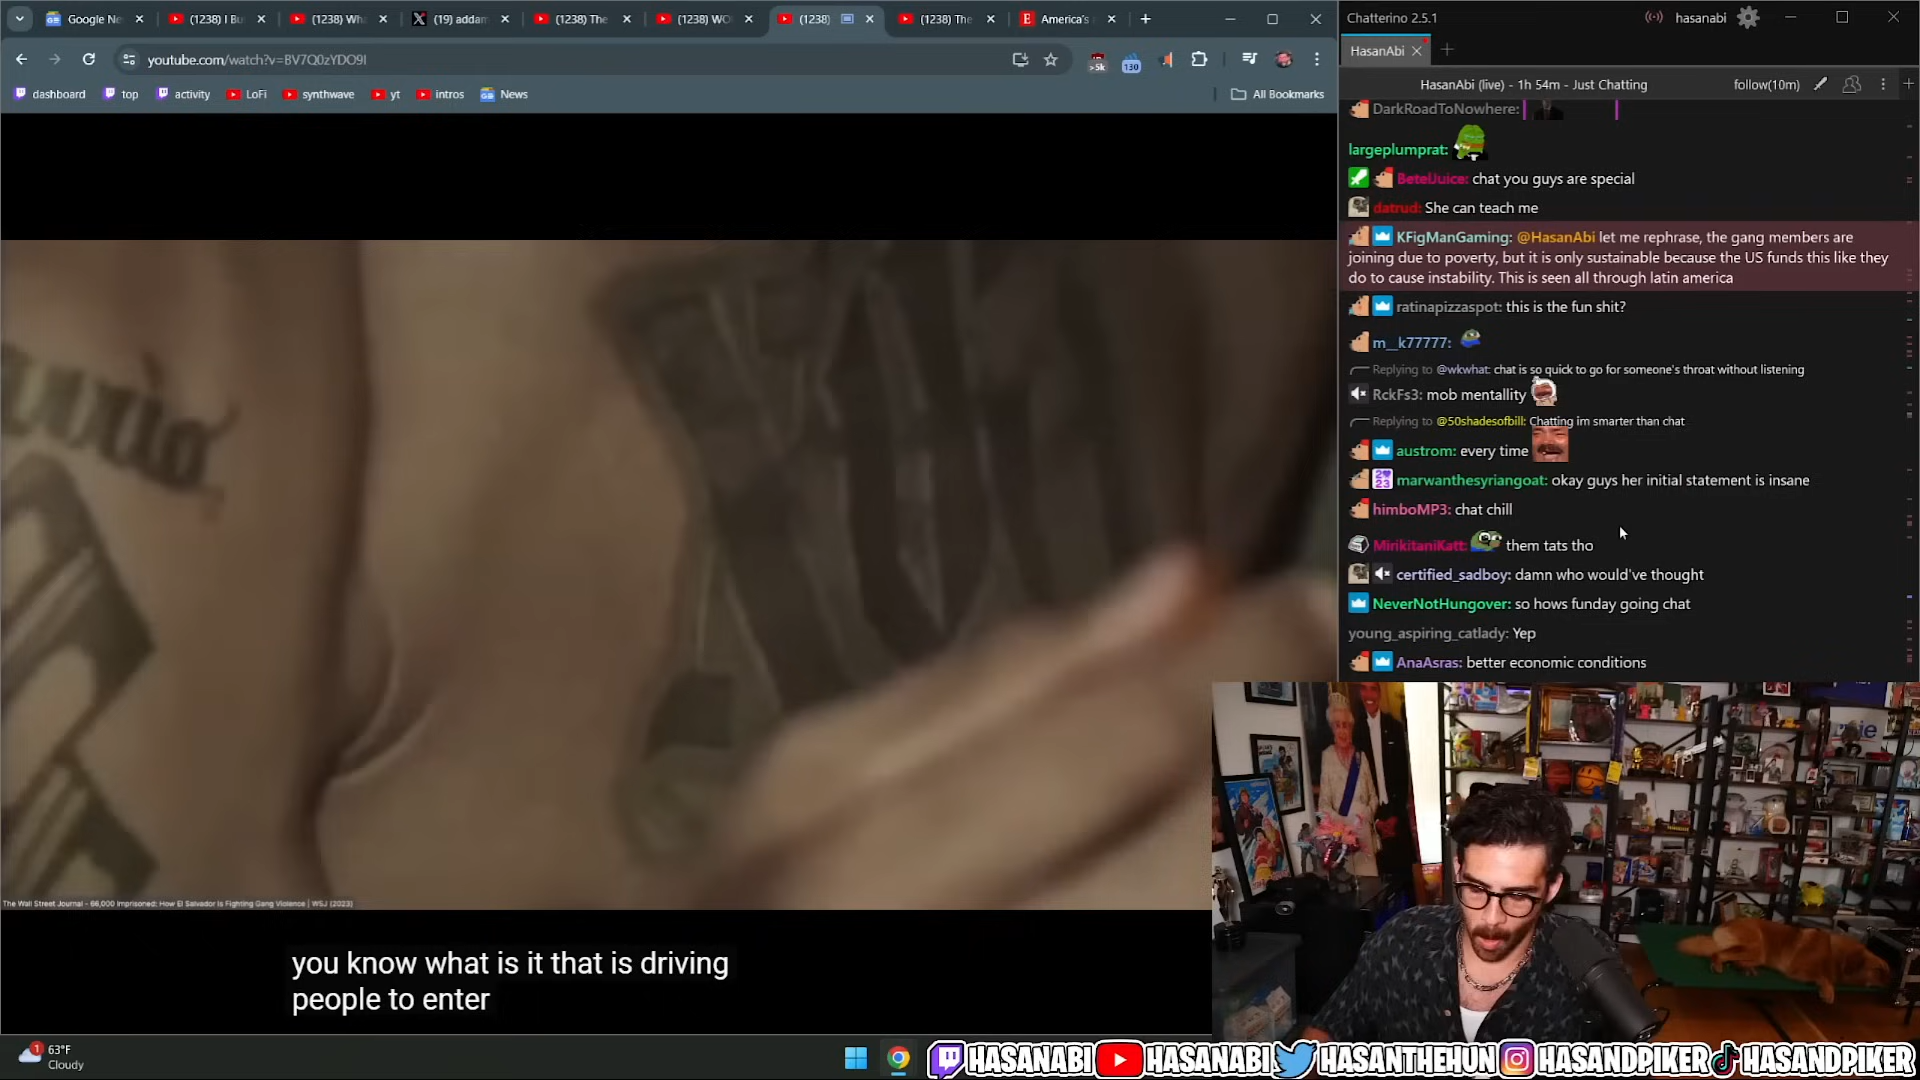 Google Ne
(1238) I Bu
(1238) Wha
(19) addam
(1238) The
(1238) WO
(1238)
(1238) The
America's a
youtube.com/watch?v=BV7Q0zYDO9I
>5k
130
dashboard
top
activity
LoFi
synthwave
yt
intros
News
All Bookmarks
Chatterino 2.5.1
hasanabi
HasanAbi
HasanAbi (live) - 1h 54m - Just Chatting
follow(10m)
DarkRoadToNowhere:
largeplumprat:
BetelJuice: chat you guys are special
datrud: She can teach me
KFigManGaming: @HasanAbi let me rephrase, the gang members are
joining due to poverty, but it is only sustainable because the US funds this like they
do to cause instability. This is seen all through latin america
ratinapizzaspot: this is the fun shit?
m__k77777:
Replying to @wkwhat: chat is so quick to go for someone's throat without listening
RckFs3: mob mentallity
Replying to @50shadesofbill: Chatting im smarter than chat
austrom: every time
marwanthesyriangoat: okay guys her initial statement is insane
himboMP3: chat chill
MirikitaniKatt: them tats tho
certified_sadboy: damn who would've thought
NeverNotHungover: so hows funday going chat
young_aspiring_catlady: Yep
AnaAsras: better economic conditions
The Wall Street Journal - 66,000 Imprisoned: How El Salvador Is Fighting Gang Violence | WSJ (2023)
you know what is it that is driving
people to enter
1
63°F
Cloudy
HASANABI
HASANABI
HASANTHEHUN
HASANDPIKER
HASANDPIKER